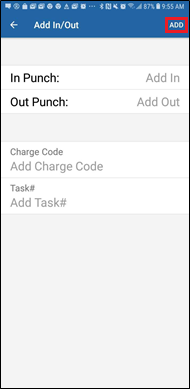 87% 9:55 AM
Add In/Out ADD
In Punch: Add In
Out Punch: Add Out
Charge Code
Add Charge Code
Task#
Add Task#